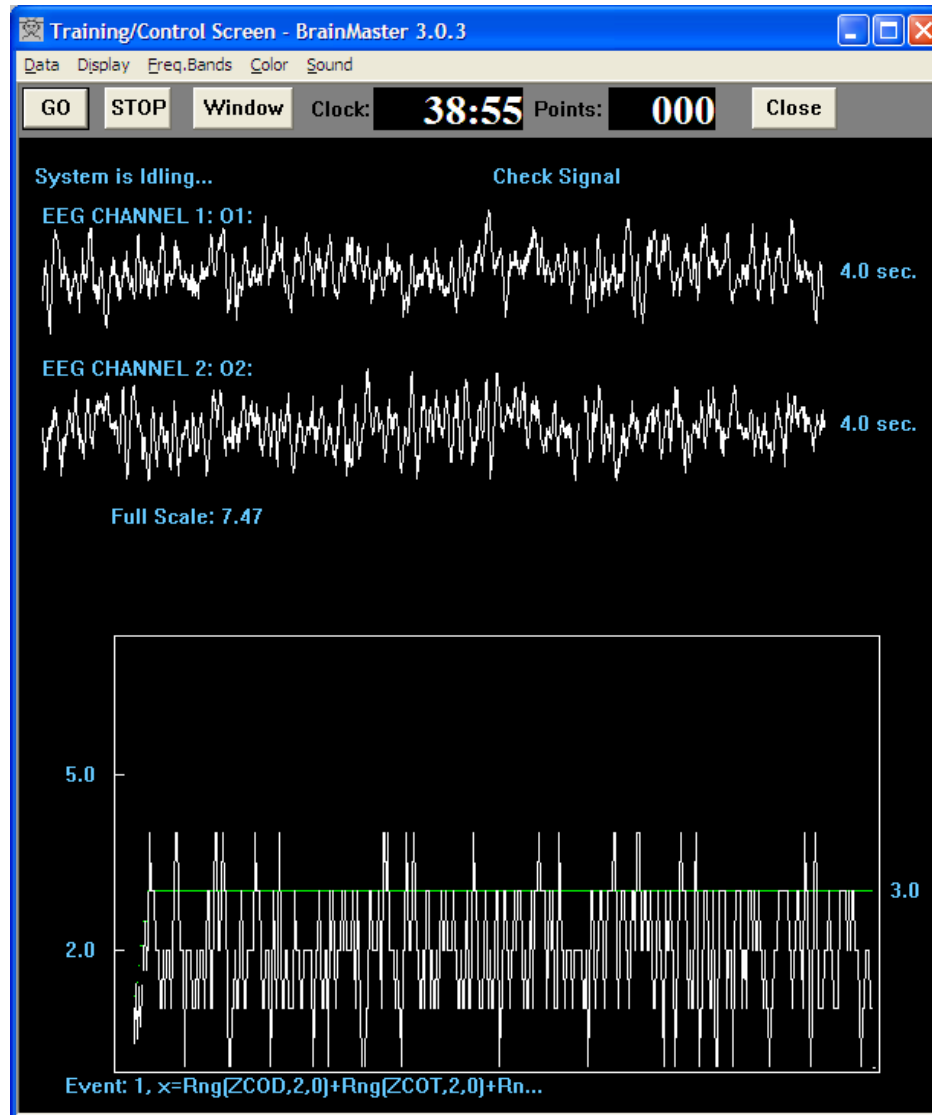 Training/Control Screen - BrainMaster 3.0.3
Data Display Freq.Bands Color Sound
GO STOP Window Clock: 38:55 Points: 000 Close
System is Idling... Check Signal
EEG CHANNEL 1: O1:
4.0 sec.
EEG CHANNEL 2: O2:
4.0 sec.
Full Scale: 7.47
5.0
3.0
2.0
Event: 1, x=Rng(ZCOD,2,0)+Rng(ZCOT,2,0)+Rn...